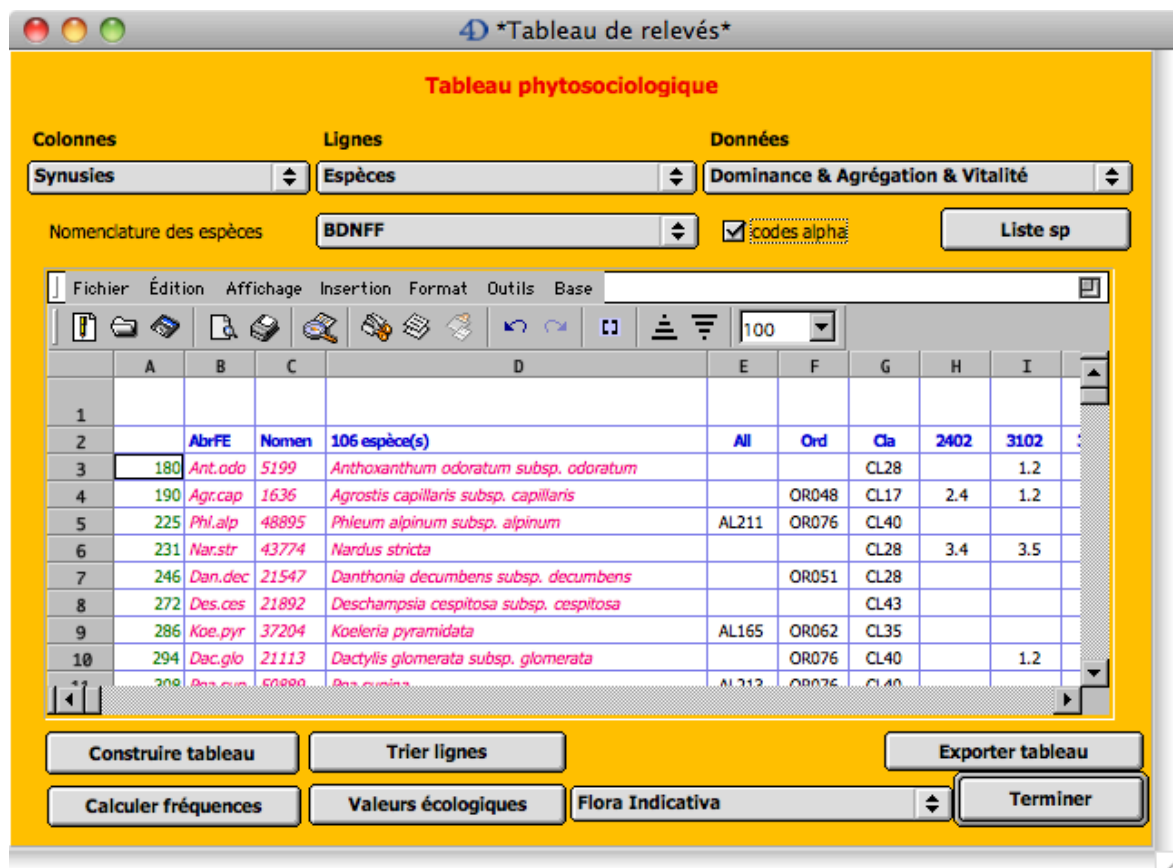 *Tableau de relevés*
Tableau phytosociologique
Colonnes Lignes Données
Synusies Espèces Dominance & Agrégation & Vitalité
Nomenclature des espèces BDNFF codes alpha Liste sp
Fichier Édition Affichage Insertion Format Outils Base
100
A B C D E F G H I
1
2 AbrFE Nomen 106 espèce(s) All Ord Cla 2402 3102
3 180 Ant.odo 5199 Anthoxanthum odoratum subsp. odoratum CL28 1.2
4 190 Agr.cap 1636 Agrostis capillaris subsp. capillaris OR048 CL17 2.4 1.2
5 225 Phl.alp 48895 Phleum alpinum subsp. alpinum AL211 OR076 CL40
6 231 Nar.str 43774 Nardus stricta CL28 3.4 3.5
7 246 Dan.dec 21547 Danthonia decumbens subsp. decumbens OR051 CL28
8 272 Des.ces 21892 Deschampsia cespitosa subsp. cespitosa CL43
9 286 Koe.pyr 37204 Koeleria pyramidata AL165 OR062 CL35
10 294 Dac.glo 21113 Dactylis glomerata subsp. glomerata OR076 CL40 1.2
Construire tableau Trier lignes Exporter tableau
Calculer fréquences Valeurs écologiques Flora Indicativa Terminer